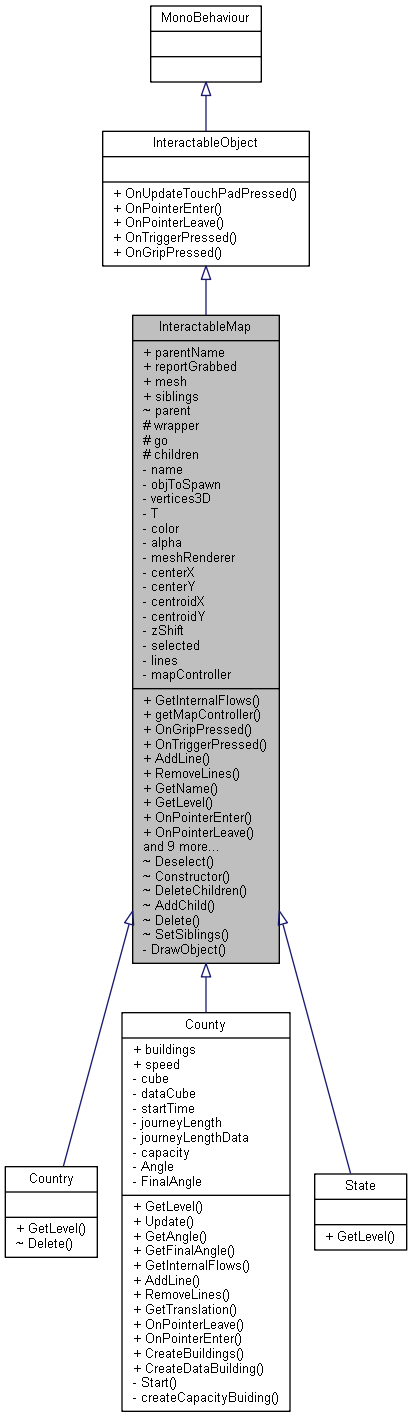 MonoBehaviour
InteractableObject
+ OnUpdateTouchPadPressed()
+ OnPointerEnter()
+ OnPointerLeave()
+ OnTriggerPressed()
+ OnGripPressed()
InteractableMap
+ parentName
+ reportGrabbed
+ mesh
+ siblings
~ parent
# wrapper
# go
# children
- name
- objToSpawn
- vertices3D
- T
- color
- alpha
- meshRenderer
- centerX
- centerY
- centroidX
- centroidY
- zShift
- selected
- lines
- mapController
+ GetInternalFlows()
+ getMapController()
+ OnGripPressed()
+ OnTriggerPressed()
+ AddLine()
+ RemoveLines()
+ GetName()
+ GetLevel()
+ OnPointerEnter()
+ OnPointerLeave()
and 9 more...
~ Deselect()
~ Constructor()
~ DeleteChildren()
~ AddChild()
~ Delete()
~ SetSiblings()
- DrawObject()
Country
+ GetLevel()
~ Delete()
County
+ buildings
+ speed
- cube
- dataCube
- startTime
- journeyLength
- journeyLengthData
- capacity
- Angle
- FinalAngle
+ GetLevel()
+ Update()
+ GetAngle()
+ GetFinalAngle()
+ GetInternalFlows()
+ AddLine()
+ RemoveLines()
+ GetTranslation()
+ OnPointerLeave()
+ OnPointerEnter()
+ CreateBuildings()
+ CreateDataBuilding()
- Start()
- createCapacityBuiding()
State
+ GetLevel()